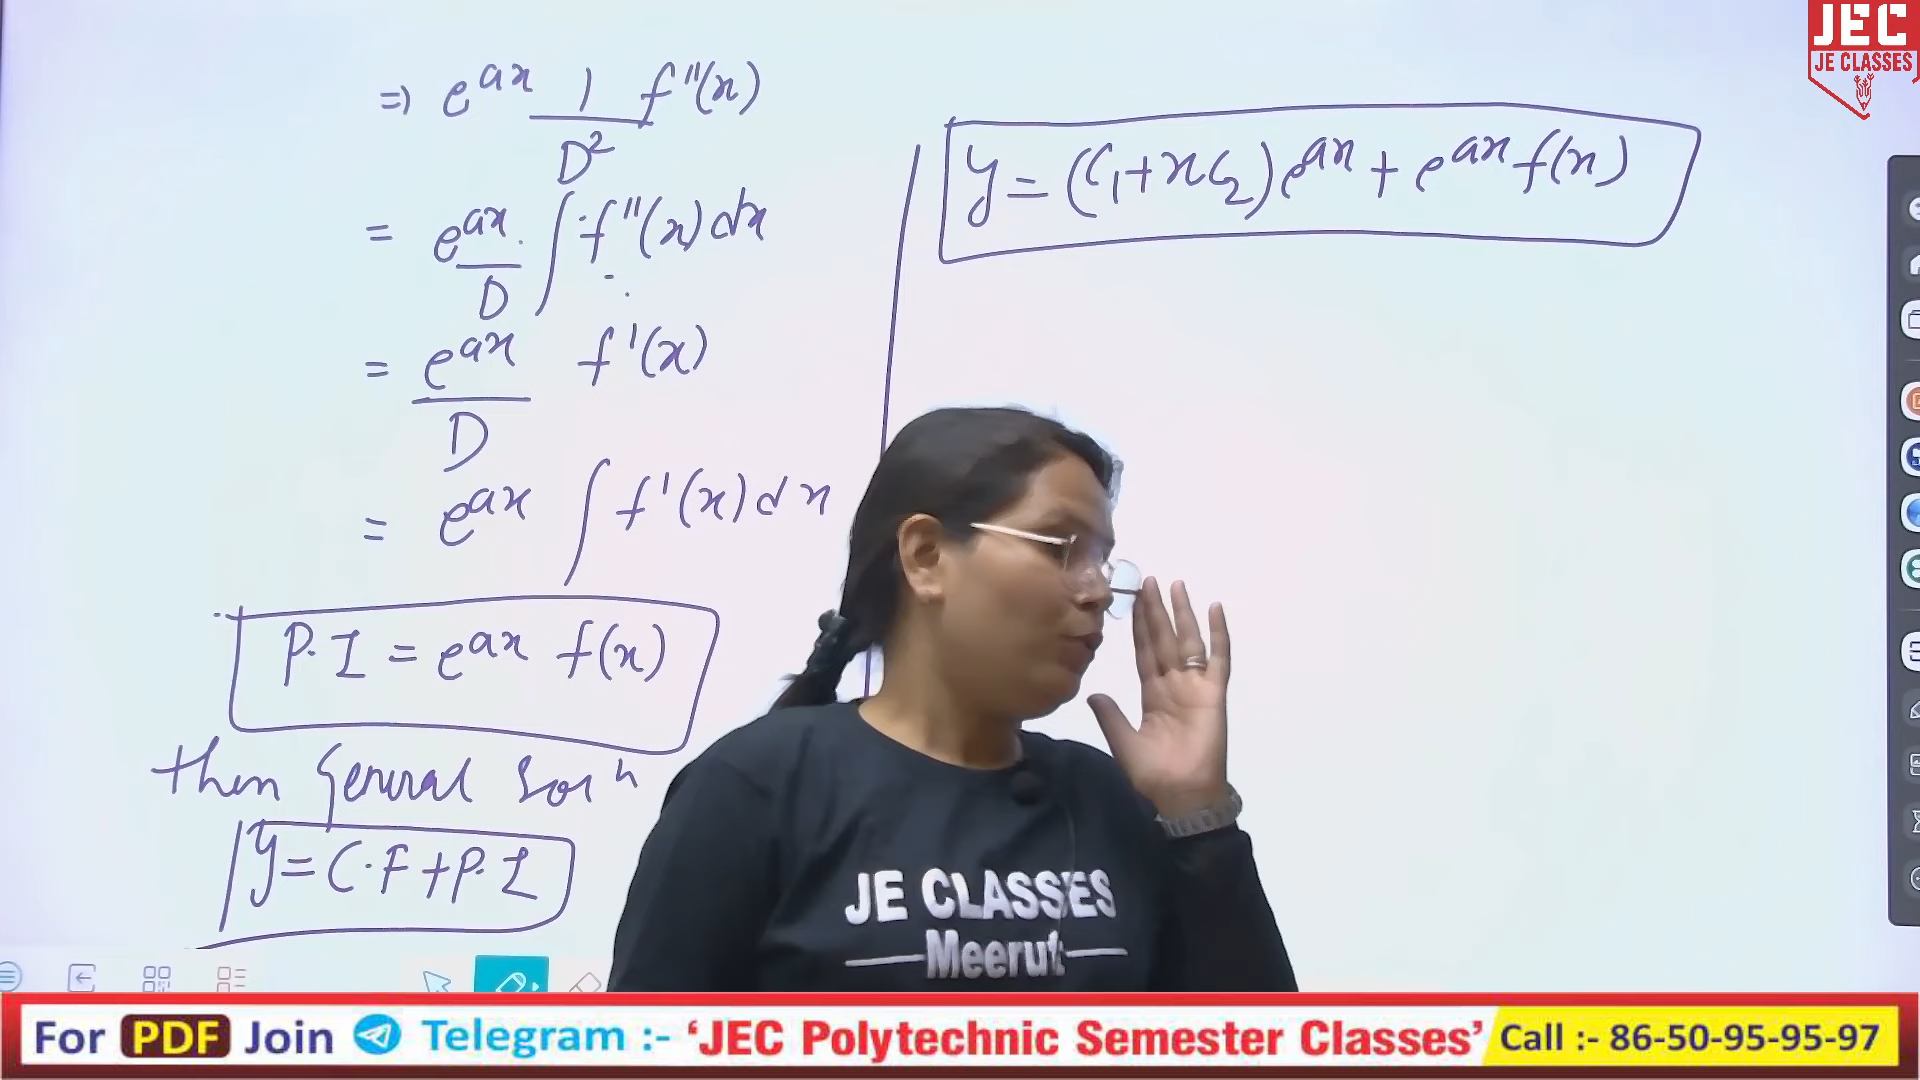 ⇒ e^{ax} 1/D² f''(x)
= e^{ax}/D ∫ f''(x) dx
= e^{ax}/D f'(x)
= e^{ax} ∫ f'(x) dx
P.I = e^{ax} f(x)
then General Solⁿ
y = C.F + P.I
y = (C₁+xC₂)e^{ax} + e^{ax} f(x)
JEC
JE CLASSES
JE CLASSES
Meerut
For PDF Join Telegram :- ‘JEC Polytechnic Semester Classes’ Call :- 86-50-95-95-97